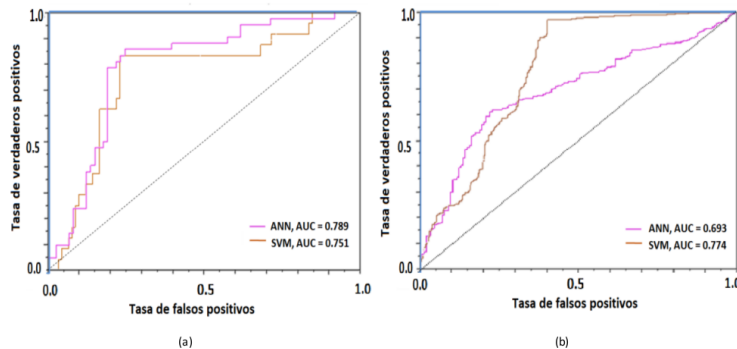 1.0
0.5
0.0
Tasa de verdaderos positivos
ANN, AUC = 0.789
SVM, AUC = 0.751
0.0
0.5
1.0
Tasa de falsos positivos
(a)
1.0
0.5
0.0
Tasa de verdaderos positivos
ANN, AUC = 0.693
SVM, AUC = 0.774
0.0
0.5
1.0
Tasa de falsos positivos
(b)